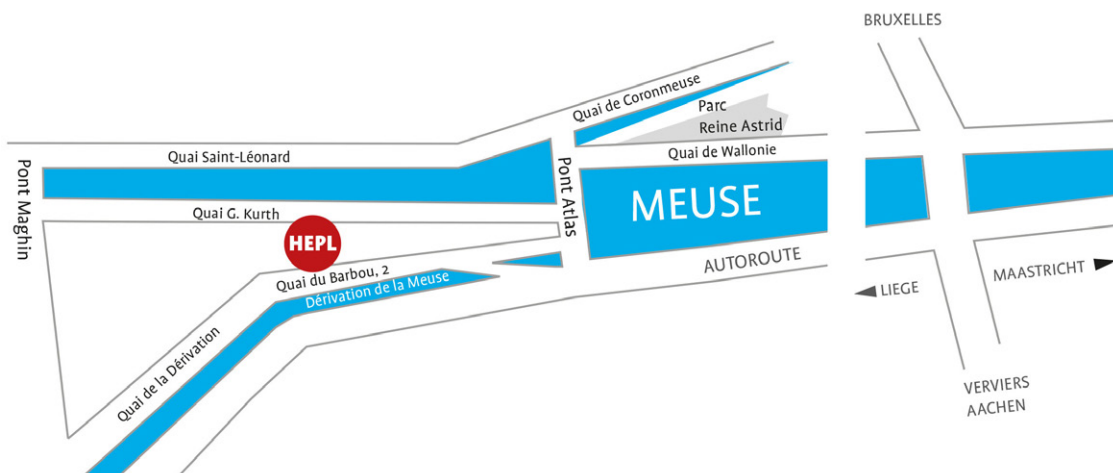 BRUXELLES
Quai de Coronmeuse
Parc
Reine Astrid
Quai Saint-Léonard
Quai de Wallonie
Pont Maghin
Pont Atlas
MEUSE
Quai G. Kurth
HEPL
Quai du Barbou, 2
AUTOROUTE
MAASTRICHT
Dérivation de la Meuse
LIEGE
Quai de la Dérivation
VERVIERS
AACHEN